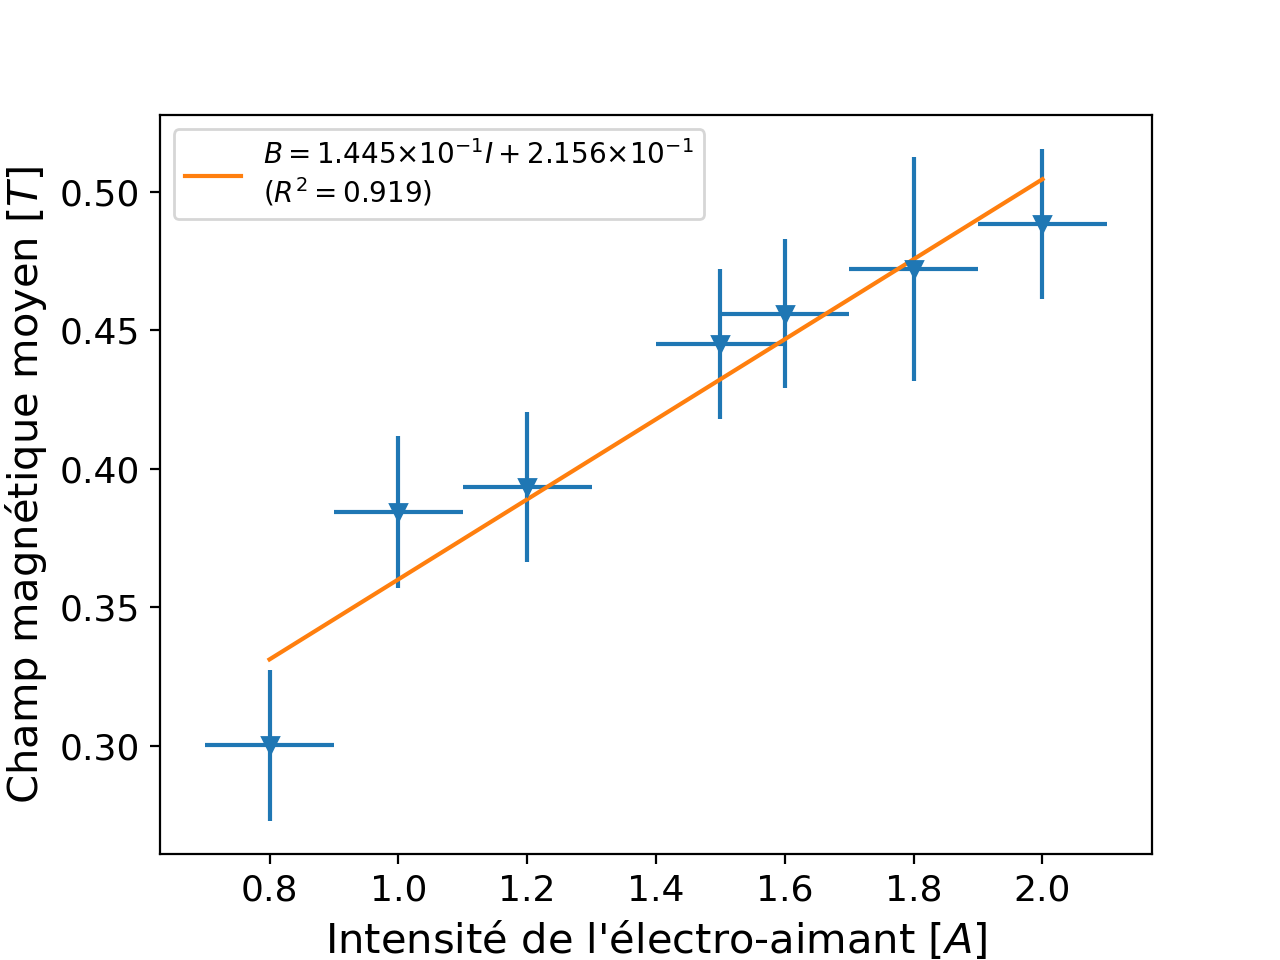 B = 1.445×10⁻¹I + 2.156×10⁻¹
(R² = 0.919)
Champ magnétique moyen [T]
0.50
0.45
0.40
0.35
0.30
0.8 1.0 1.2 1.4 1.6 1.8 2.0
Intensité de l'électro-aimant [A]